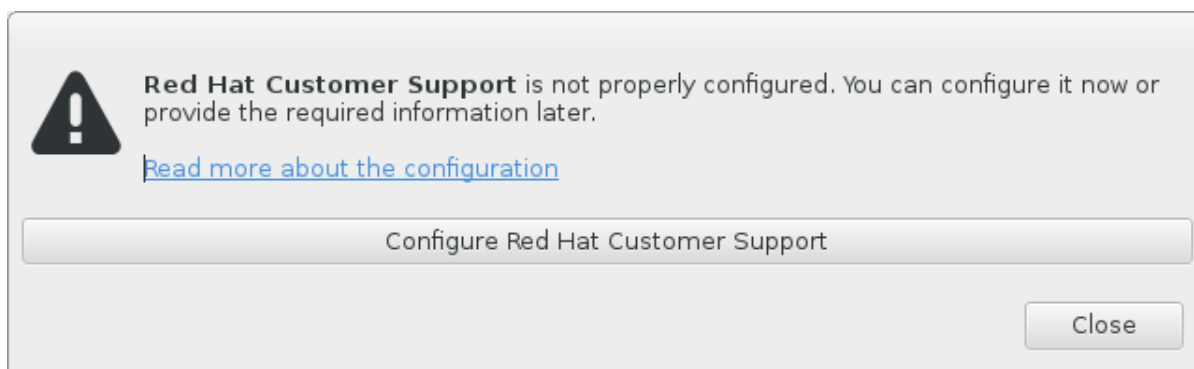 Red Hat Customer Support is not properly configured. You can configure it now or
provide the required information later.
Read more about the configuration
Configure Red Hat Customer Support
Close